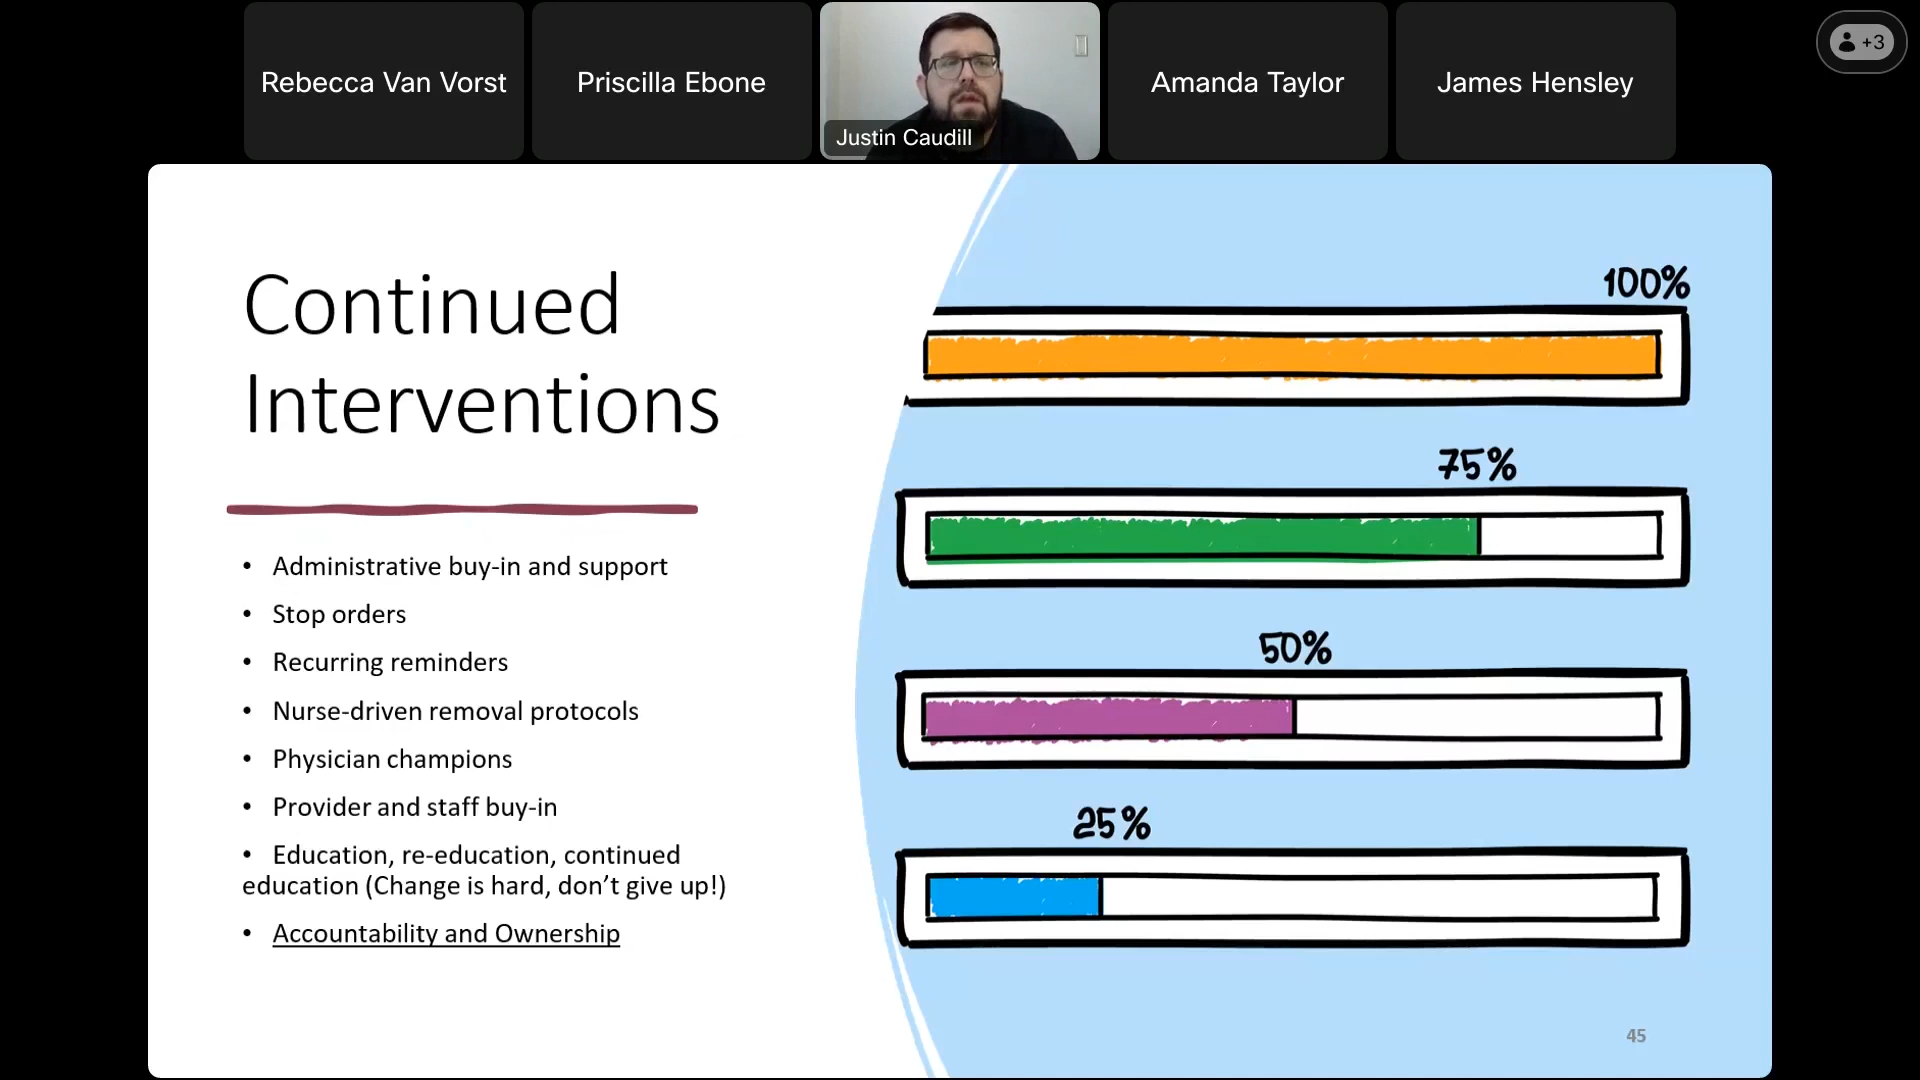 Rebecca Van Vorst
Priscilla Ebone
Justin Caudill
Amanda Taylor
James Hensley
+3
Continued
Interventions
• Administrative buy-in and support
• Stop orders
• Recurring reminders
• Nurse-driven removal protocols
• Physician champions
• Provider and staff buy-in
• Education, re-education, continued
education (Change is hard, don’t give up!)
• Accountability and Ownership
100%
75%
50%
25%
45